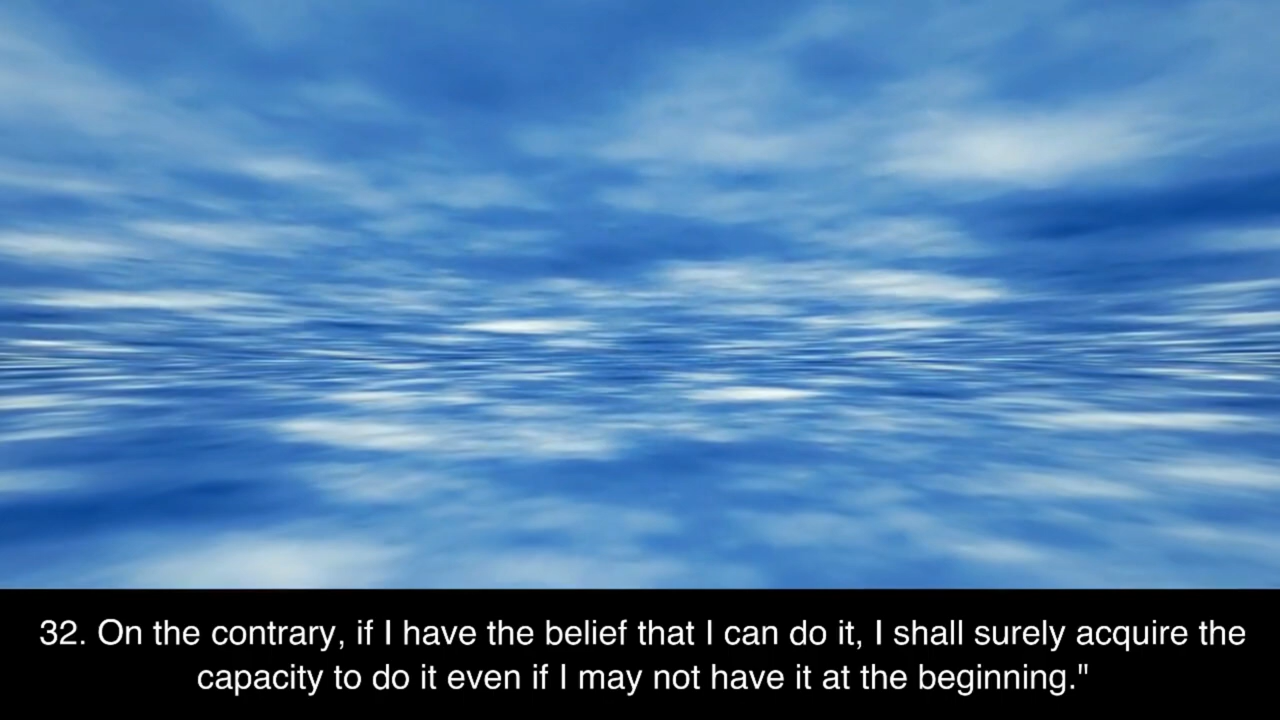 32. On the contrary, if I have the belief that I can do it, I shall surely acquire the
capacity to do it even if I may not have it at the beginning."